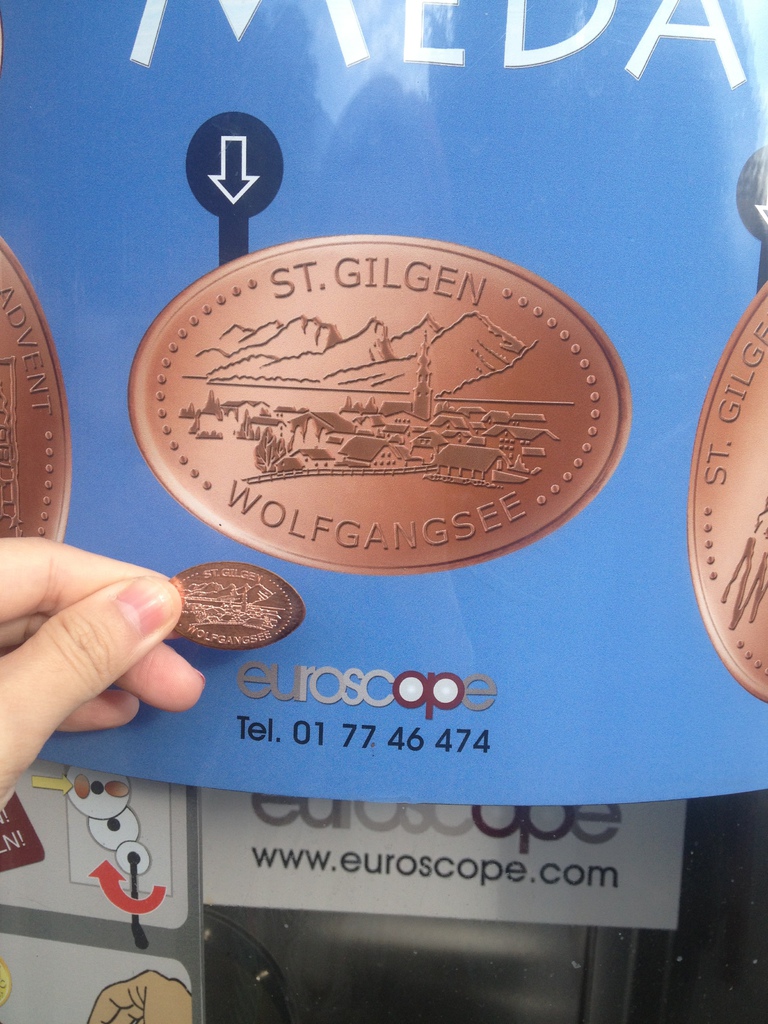 MEDA
ADVENT
ST. GILGEN
WOLFGANGSEE
ST. GILGE
ST. GILGEN
WOLFGANGSEE
euroscope
Tel. 01 77 46 474
euroscope
www.euroscope.com
LN!